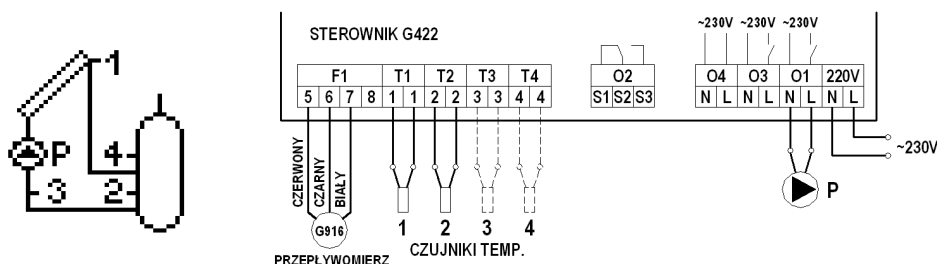 1
P
4
3
2
STEROWNIK G422
~230V ~230V ~230V
F1 T1 T2 T3 T4 O2 O4 O3 O1 220V
5 6 7 8 1 1 2 2 3 3 4 4 S1 S2 S3 N L N L N L N L
CZERWONY
CZARNY
BIAŁY
~230V
P
G916
1 2 3 4
PRZEPŁYWOMIERZ
CZUJNIKI TEMP.